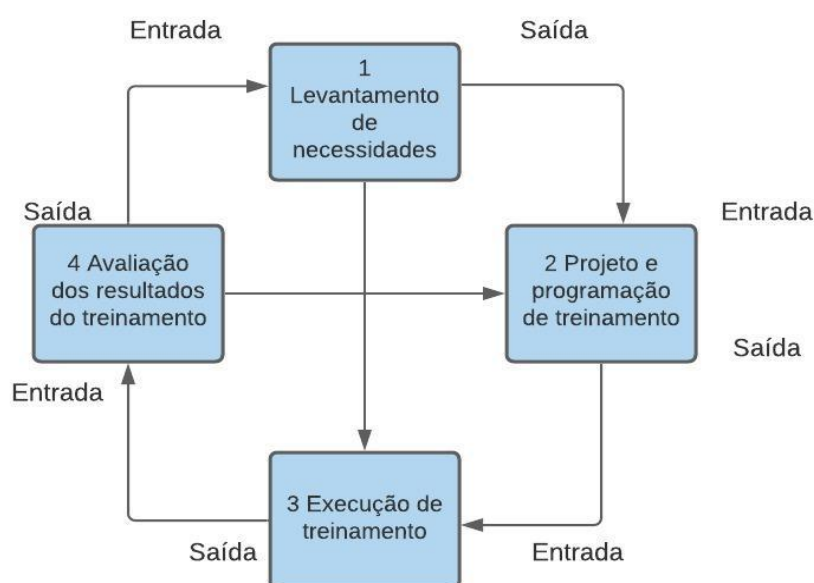 Entrada
Saída
1
Levantamento
de
necessidades
Saída
Entrada
4 Avaliação
dos resultados
do treinamento
2 Projeto e
programação
de treinamento
Saída
Entrada
3 Execução de
treinamento
Saída
Entrada